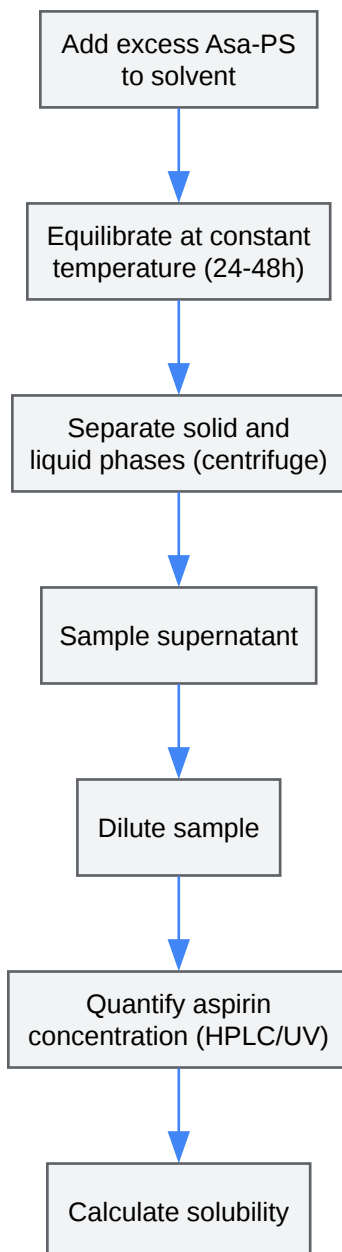 Add excess Asa-PS
to solvent
Equilibrate at constant
temperature (24-48h)
Separate solid and
liquid phases (centrifuge)
Sample supernatant
Dilute sample
Quantify aspirin
concentration (HPLC/UV)
Calculate solubility